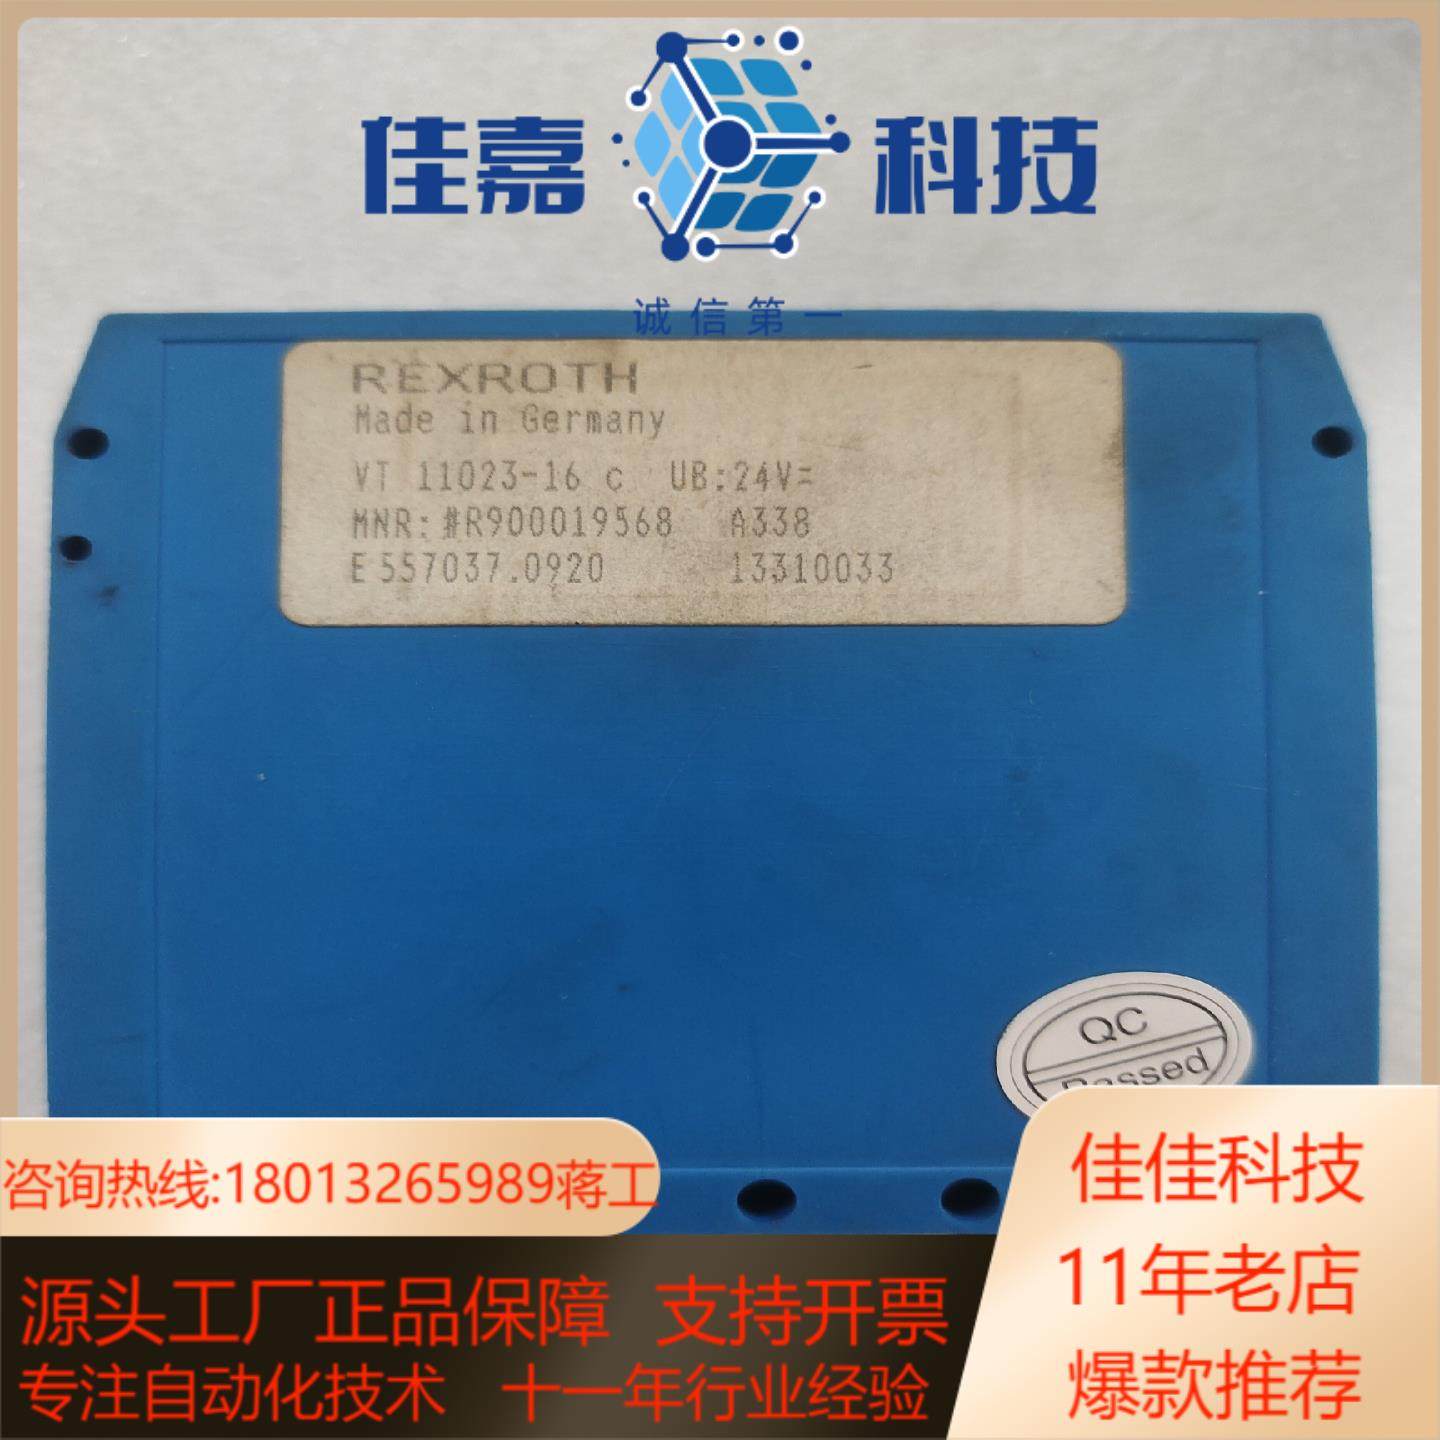 佳嘉科技
诚信第一
REXROTH
Made in Germany
VT 11023-16 c UB:24V=
MNR:#R900019568 A338
E557037.0920 13310033
QC
Passed
咨询热线:18013265989蒋工
源头工厂正品保障 支持开票
专注自动化技术 十一年行业经验
佳佳科技
11年老店
爆款推荐